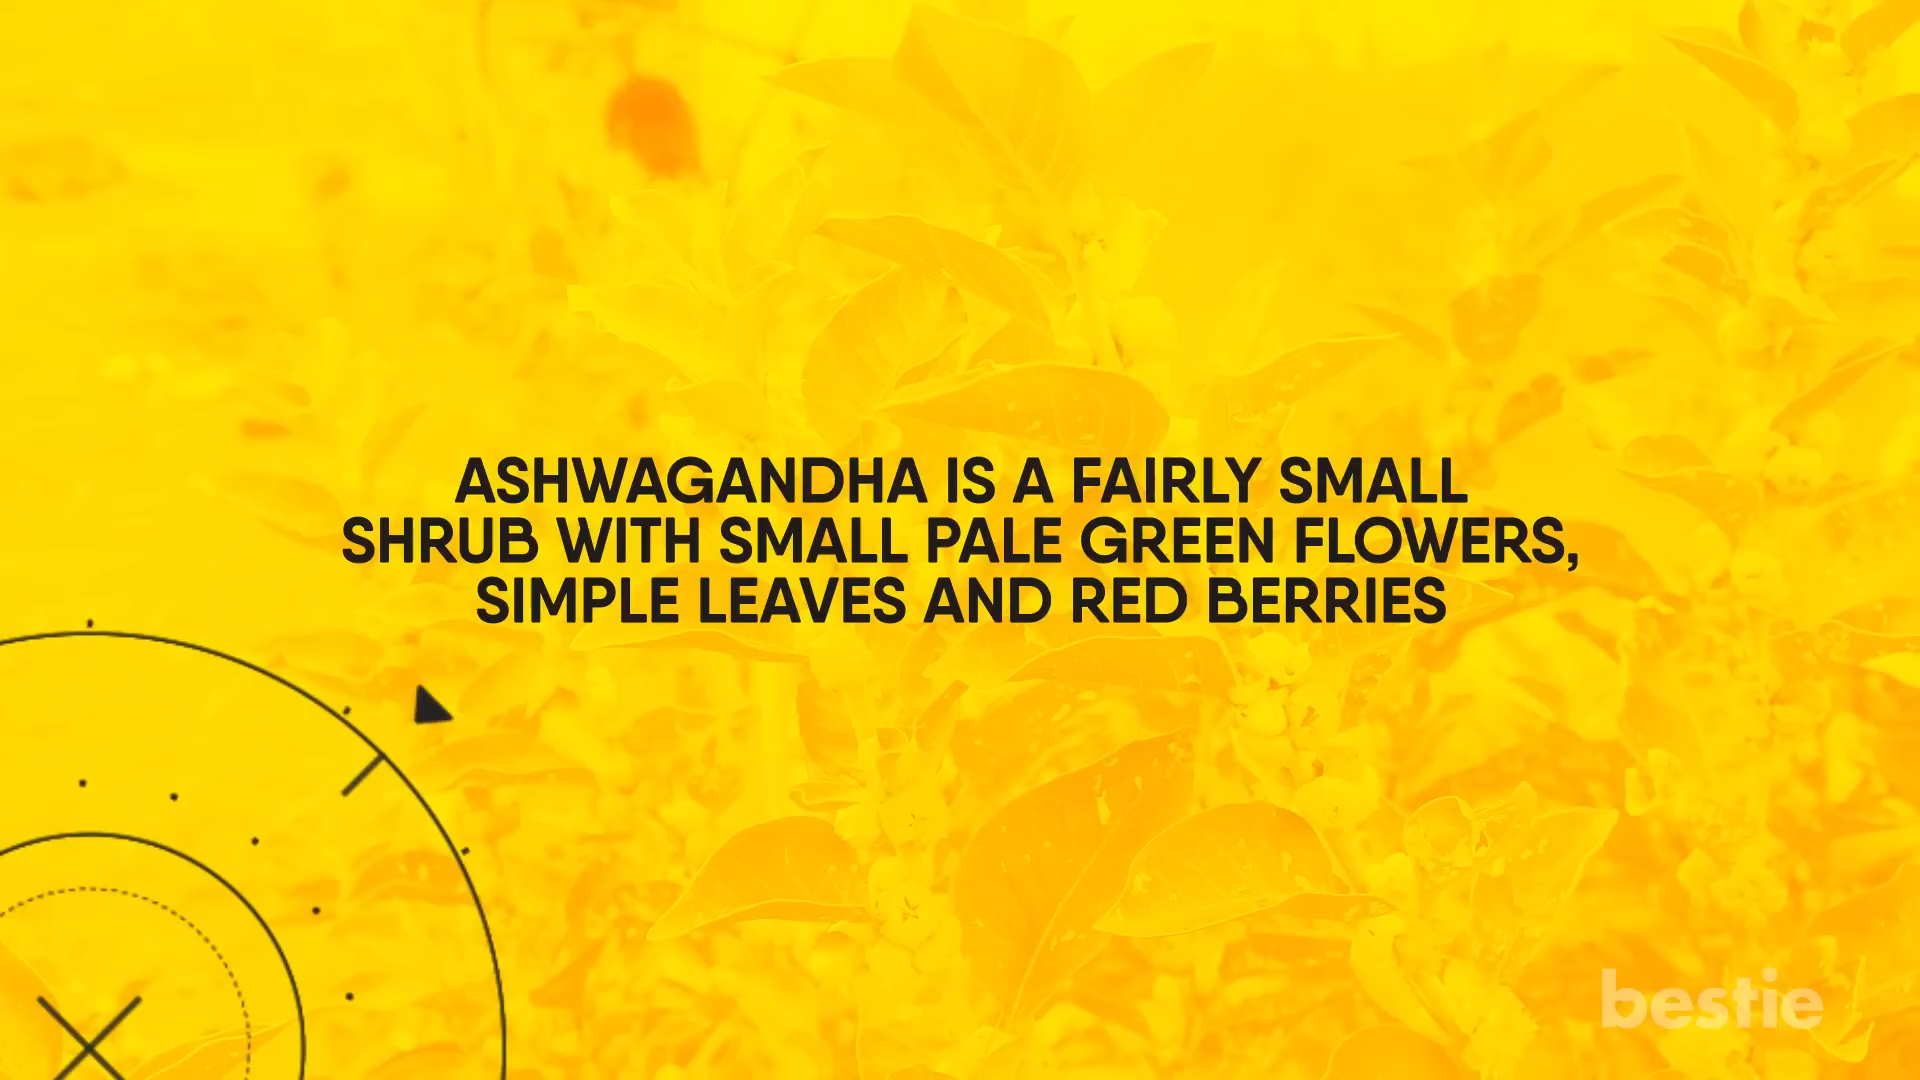 ASHWAGANDHA IS A FAIRLY SMALL
SHRUB WITH SMALL PALE GREEN FLOWERS,
SIMPLE LEAVES AND RED BERRIES
bestie